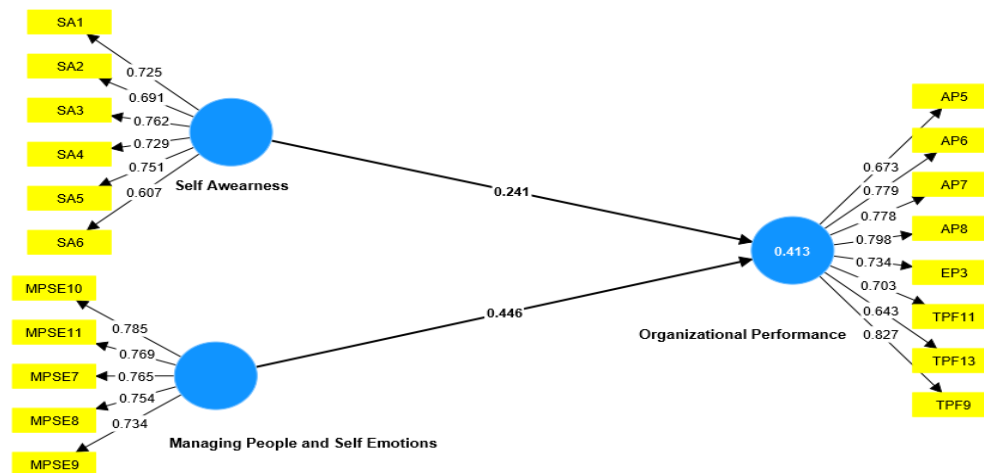 SA1
SA2
SA3
SA4
SA5
SA6
0.725
0.691
0.762
0.729
0.751
0.607
Self Awearness
0.241
MPSE10
MPSE11
MPSE7
MPSE8
MPSE9
0.785
0.769
0.765
0.754
0.734
Managing People and Self Emotions
0.446
0.413
Organizational Performance
0.673
0.779
0.778
0.798
0.734
0.703
0.643
0.827
AP5
AP6
AP7
AP8
EP3
TPF11
TPF13
TPF9